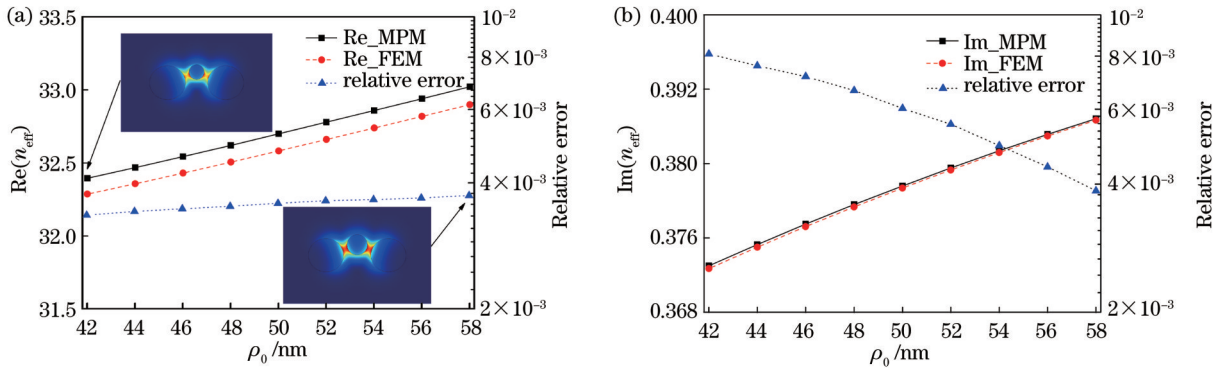 (a)
33.5
33.0
32.5
32.0
31.5
Re(n_eff)
Re_MPM
Re_FEM
relative error
10⁻²
8×10⁻³
6×10⁻³
4×10⁻³
2×10⁻³
Relative error
42 44 46 48 50 52 54 56 58
ρ₀ /nm
(b)
0.400
0.392
0.380
0.376
0.368
Im(n_eff)
Im_MPM
Im_FEM
relative error
10⁻²
8×10⁻³
6×10⁻³
4×10⁻³
2×10⁻³
Relative error
42 44 46 48 50 52 54 56 58
ρ₀ /nm